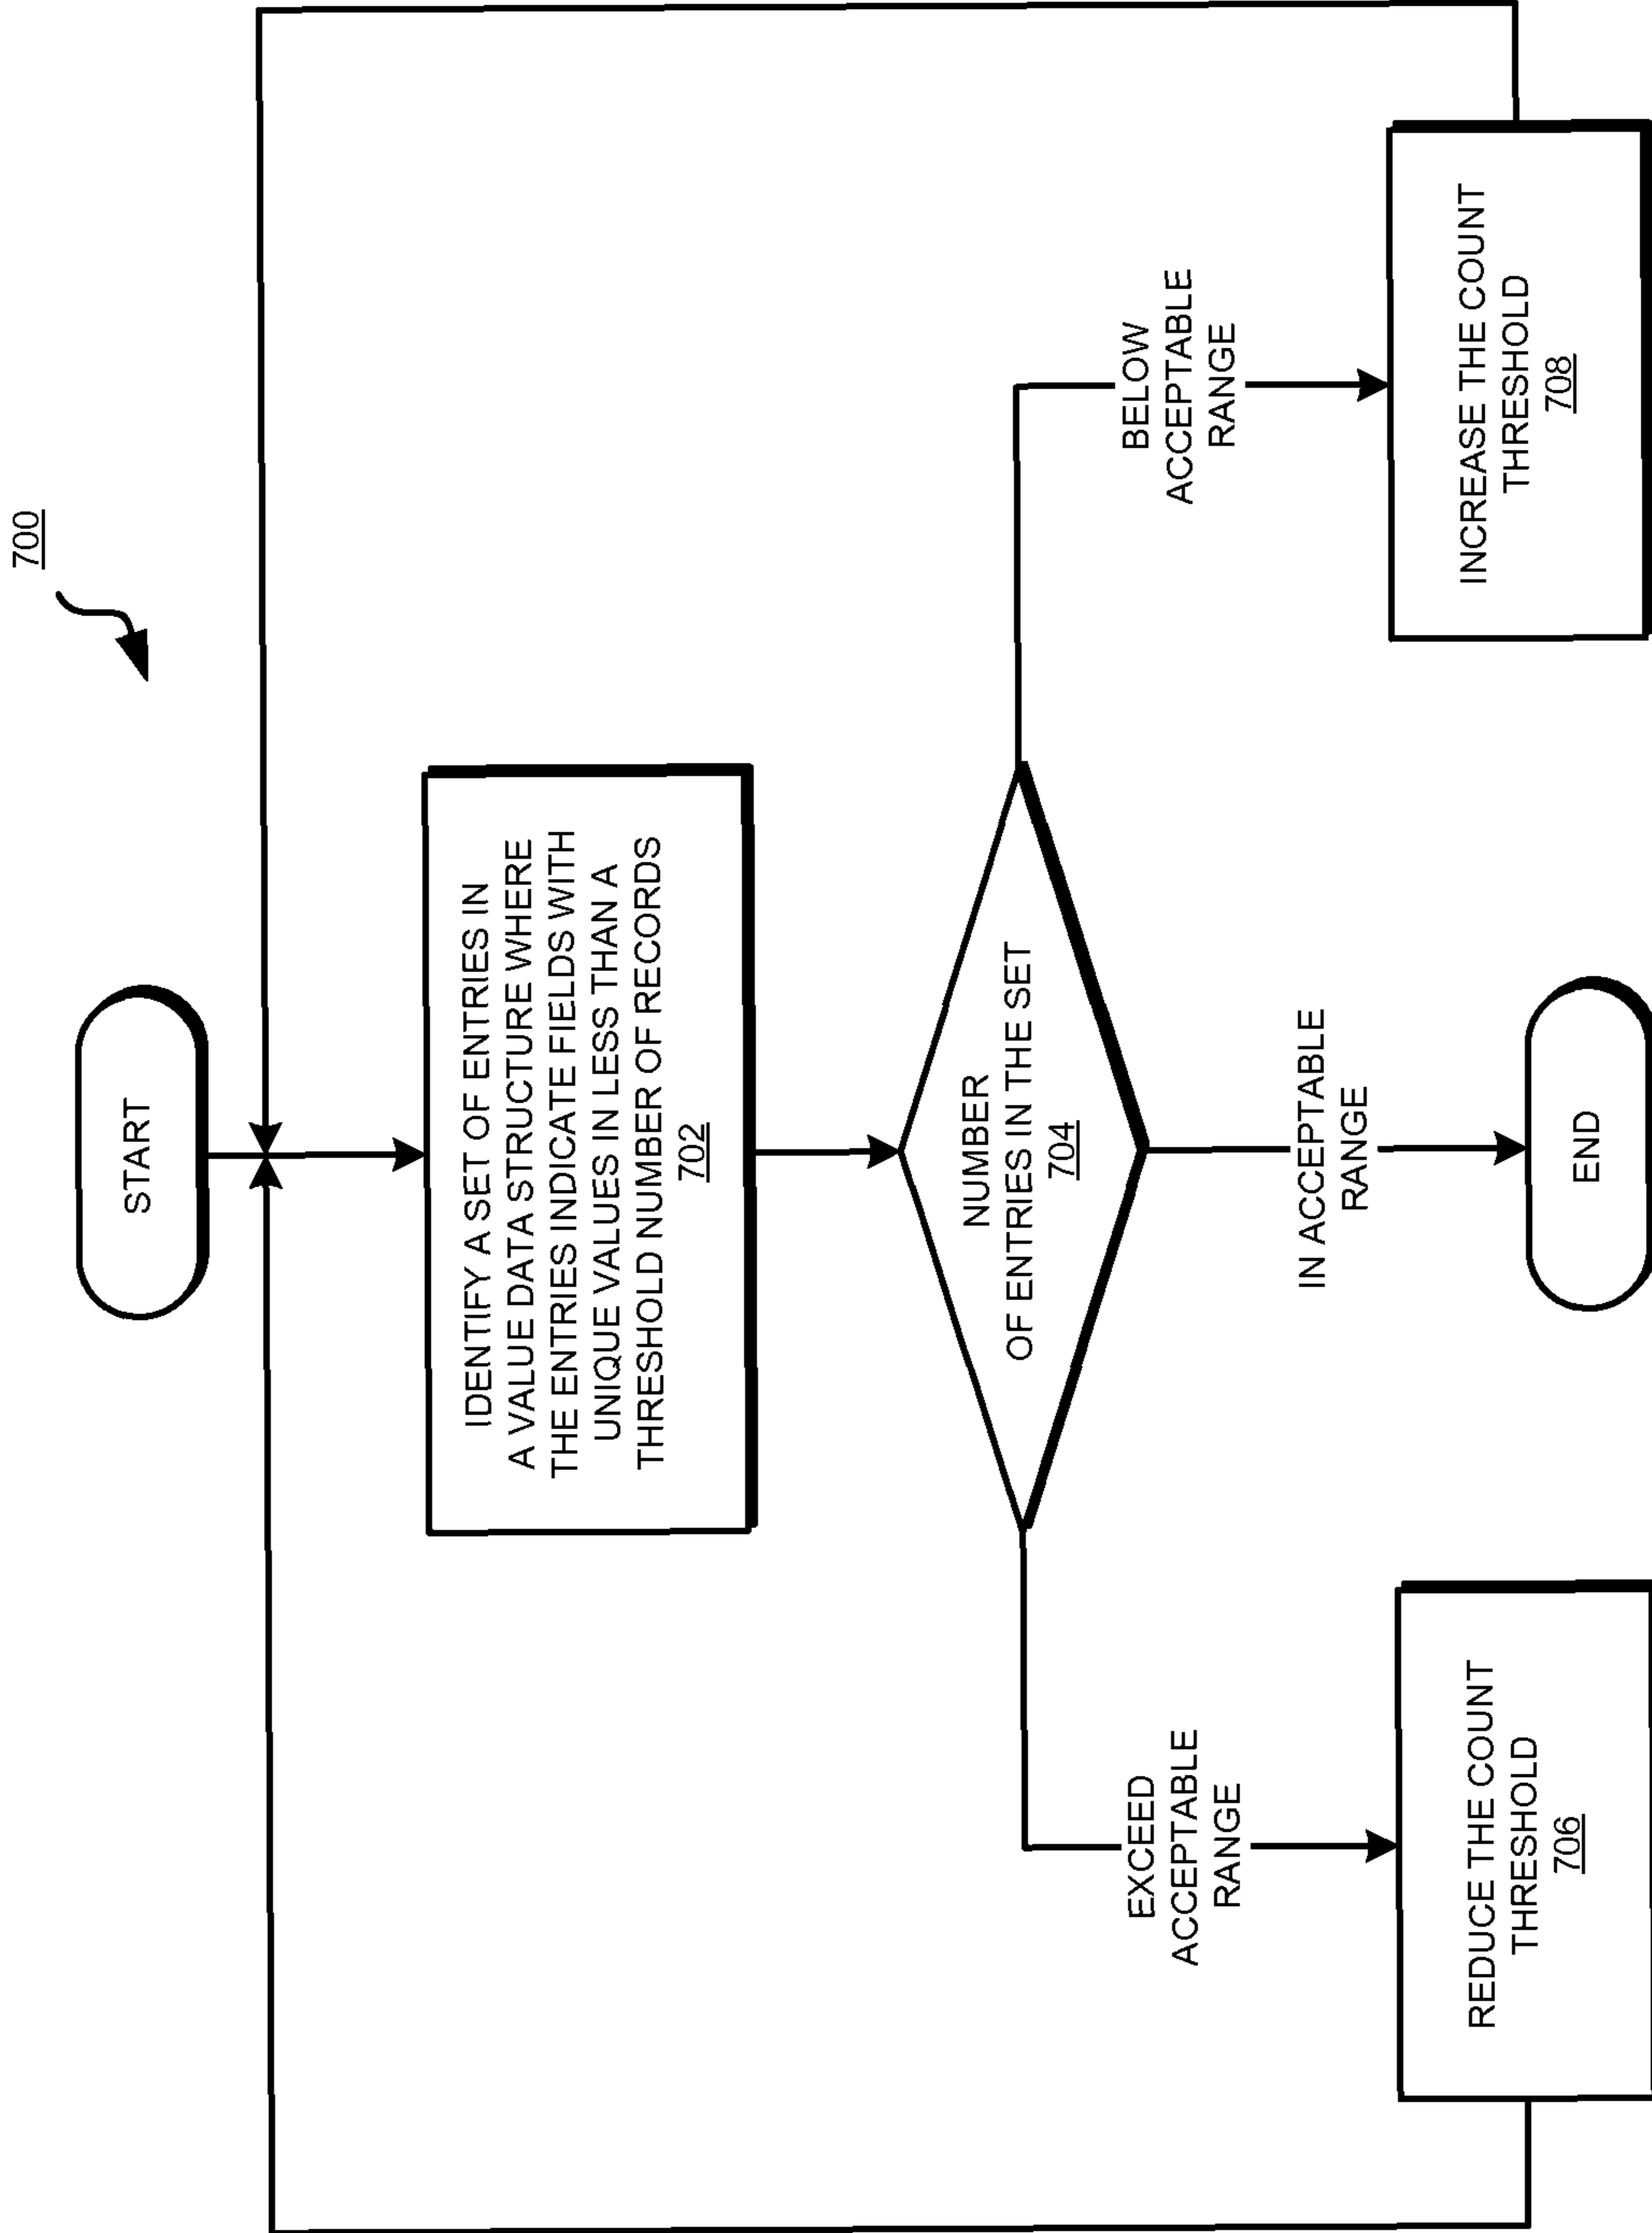 700
START
IDENTIFY A SET OF ENTRIES IN
A VALUE DATA STRUCTURE WHERE
THE ENTRIES INDICATE FIELDS WITH
UNIQUE VALUES IN LESS THAN A
THRESHOLD NUMBER OF RECORDS
702
NUMBER
OF ENTRIES IN THE SET
704
EXCEED
ACCEPTABLE
RANGE
BELOW
ACCEPTABLE
RANGE
IN ACCEPTABLE
RANGE
REDUCE THE COUNT
THRESHOLD
706
END
INCREASE THE COUNT
THRESHOLD
708